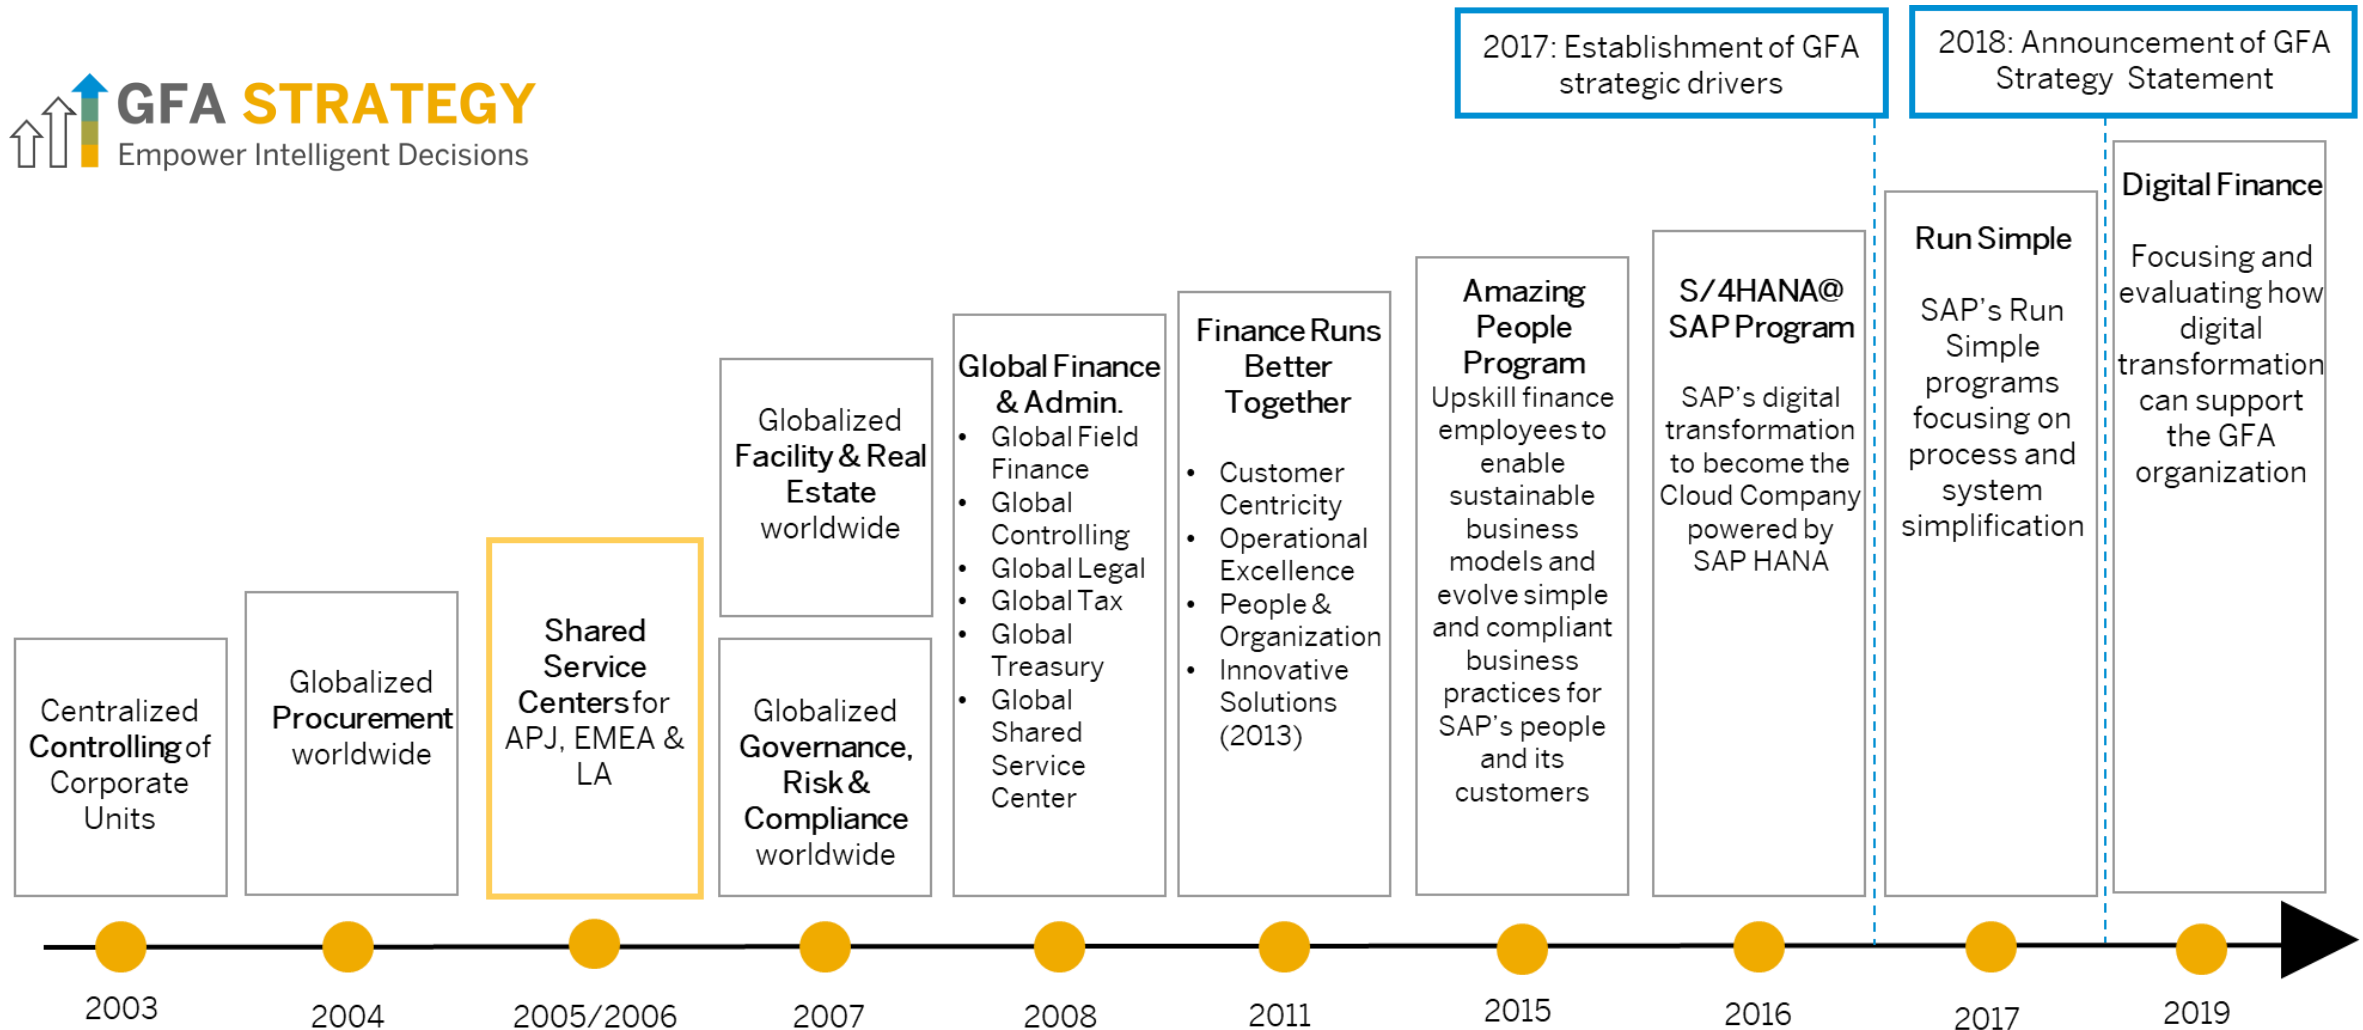 GFA STRATEGY
Empower Intelligent Decisions
2017: Establishment of GFA
strategic drivers
2018: Announcement of GFA
Strategy Statement
Centralized
Controlling of
Corporate
Units
Globalized
Procurement
worldwide
Shared
Service
Centers for
APJ, EMEA &
LA
Globalized
Facility & Real
Estate
worldwide
Globalized
Governance,
Risk &
Compliance
worldwide
Global Finance
& Admin.
• Global Field
Finance
• Global
Controlling
• Global Legal
• Global Tax
• Global
Treasury
• Global
Shared
Service
Center
Finance Runs
Better
Together
• Customer
Centricity
• Operational
Excellence
• People &
Organization
• Innovative
Solutions
(2013)
Amazing
People
Program
Upskill finance
employees to
enable
sustainable
business
models and
evolve simple
and compliant
business
practices for
SAP's people
and its
customers
S/4HANA@
SAP Program
SAP's digital
transformation
to become the
Cloud Company
powered by
SAP HANA
Run Simple
SAP's Run
Simple
programs
focusing on
process and
system
simplification
Digital Finance
Focusing and
evaluating how
digital
transformation
can support
the GFA
organization
2003
2004
2005/2006
2007
2008
2011
2015
2016
2017
2019